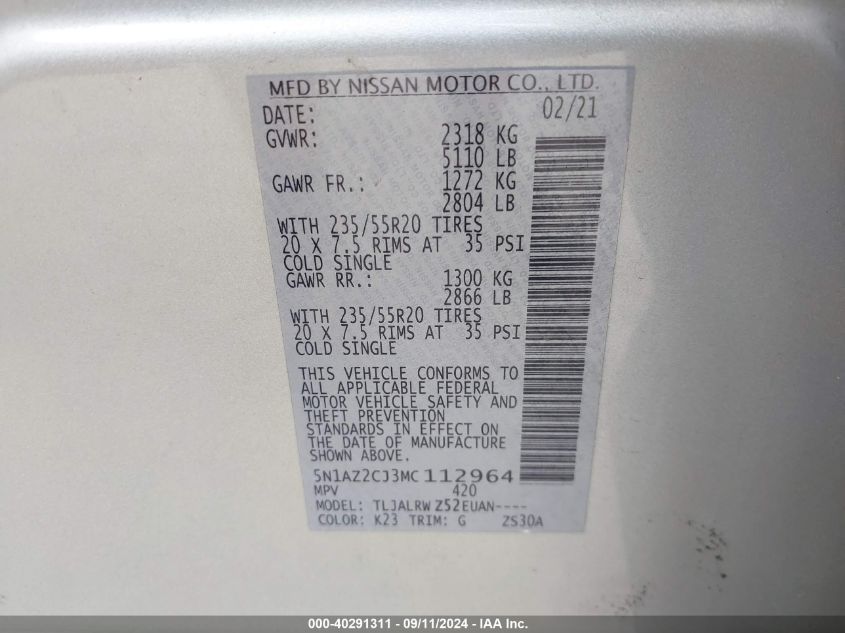 MFD BY NISSAN MOTOR CO., LTD.
DATE: 02/21
GVWR: 2318 KG
5110 LB
GAWR FR.: 1272 KG
2804 LB
WITH 235/55R20 TIRES
20 X 7.5 RIMS AT 35 PSI
COLD SINGLE
GAWR RR.: 1300 KG
2866 LB
WITH 235/55R20 TIRES
20 X 7.5 RIMS AT 35 PSI
COLD SINGLE
THIS VEHICLE CONFORMS TO
ALL APPLICABLE FEDERAL
MOTOR VEHICLE SAFETY AND
THEFT PREVENTION
STANDARDS IN EFFECT ON
THE DATE OF MANUFACTURE
SHOWN ABOVE.
5N1AZ2CJ3MC112964
MPV 420
MODEL: TLJALRW Z52EUAN----
COLOR: K23 TRIM: G ZS30A
000-40291311 - 09/11/2024 - IAA Inc.